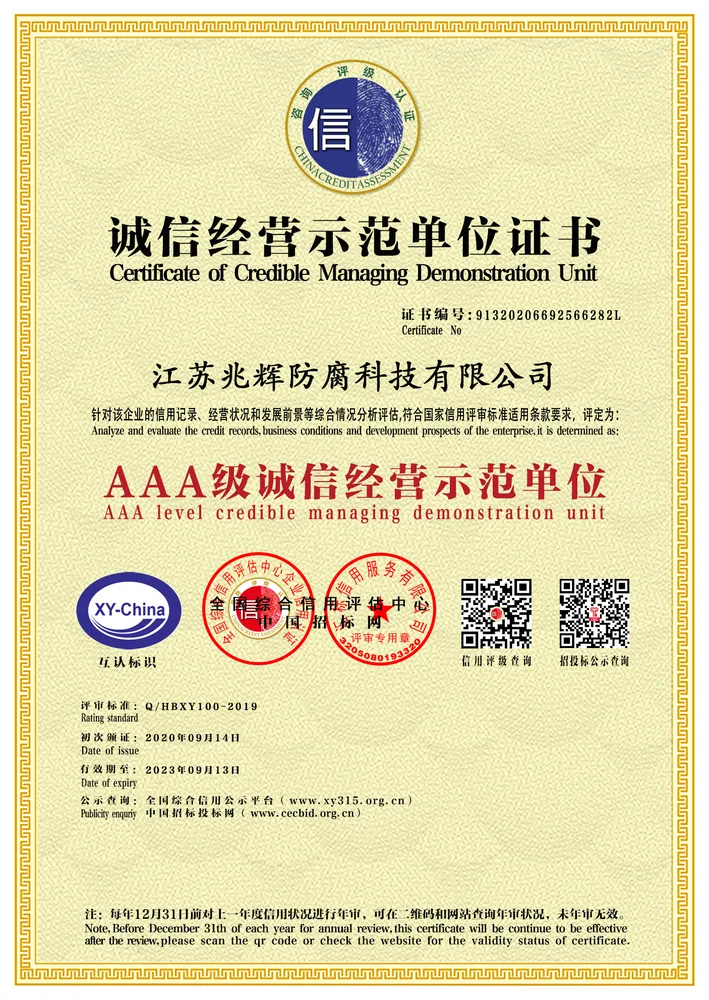 咨询 评级 认证
信
CHINACREDITASSESSMENT
诚信经营示范单位证书
Certificate of Credible Managing Demonstration Unit
证书编号:91320206692566282L
Certificate No
江苏兆辉防腐科技有限公司
针对该企业的信用记录、经营状况和发展前景等综合情况分析评估,符合国家信用评审标准适用条款要求,评定为:
Analyze and evaluate the credit records,business conditions and development prospects of the enterprise,it is determined as:
AAA级诚信经营示范单位
AAA level credible managing demonstration unit
XY-China
互认标识
全国综合信用评估中心
中国招标网
信
信用服务有限公司
评审专用章
3205080193320
信用评级查询
招投标公示查询
评审标准:Q/HBXY100-2019
Rating standard
初次颁证:2020年09月14日
Date of issue
有效期至:2023年09月13日
Date of expiry
公示查询:全国综合信用公示平台(www.xy315.org.cn)
Publicity enquriy 中国招标投标网(www.cecbid.org.cn)
注:每年12月31日前对上一年度信用状况进行年审,可在二维码和网站查询年审状况,未年审无效。
Note,Before December 31th of each year for annual review,this certificate will be continue to be effective
after the review,please scan the qr code or check the website for the validity status of certificate.